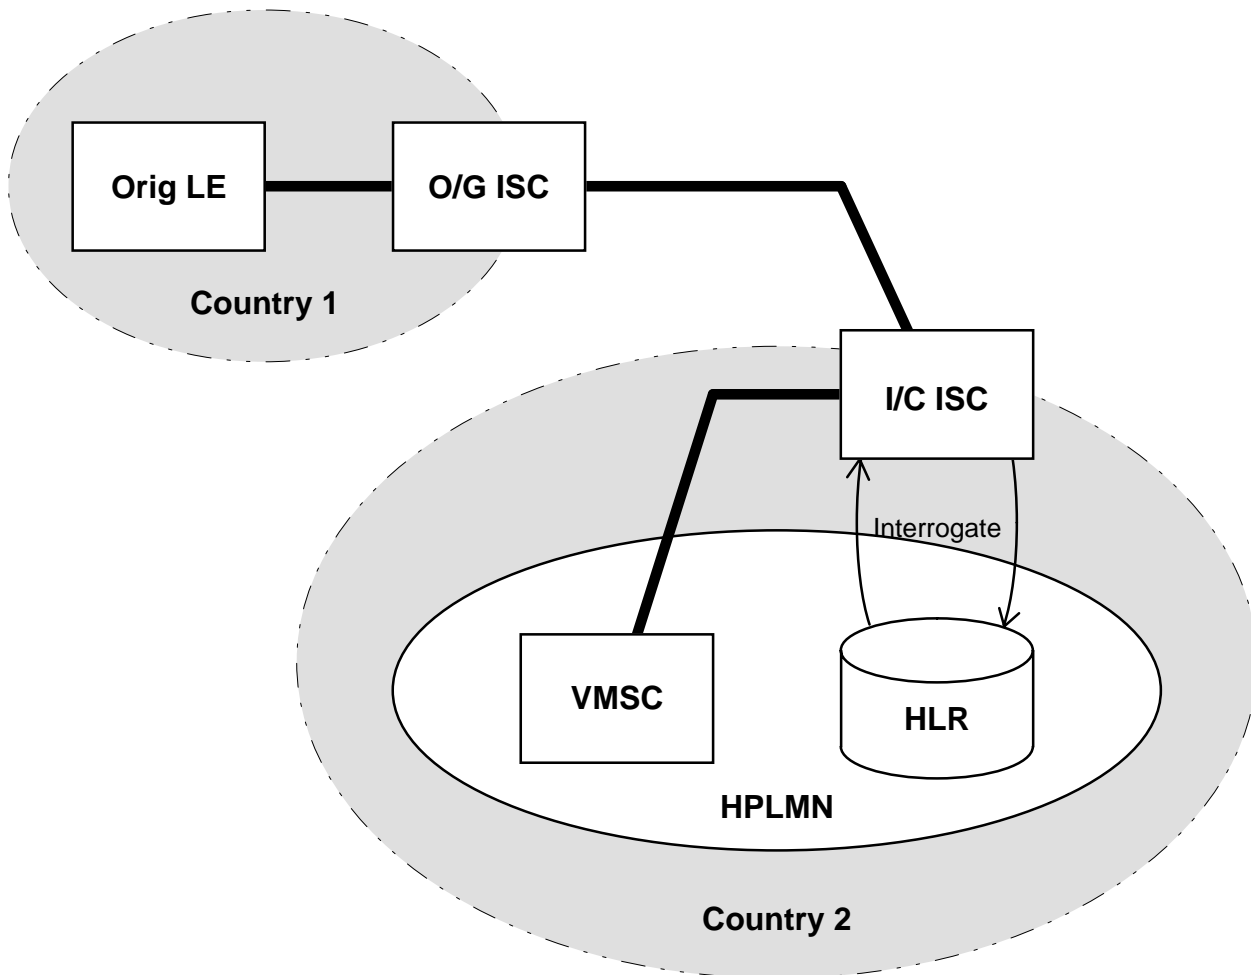 Orig LE
O/G ISC
Country 1
I/C ISC
Interrogate
VMSC
HLR
HPLMN
Country 2